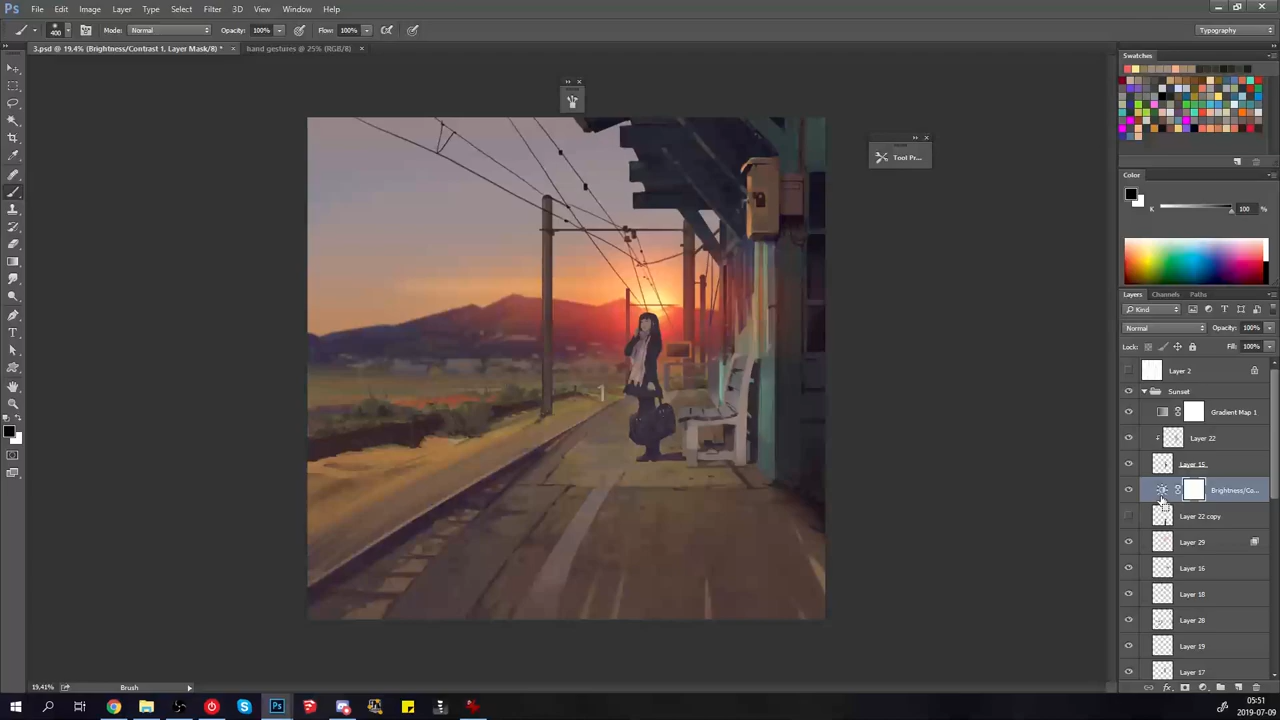 Ps File Edit Image Layer Type Select Filter 3D View Window Help
400 Mode: Normal Opacity: 100% Flow: 100% Typography
3.psd @ 19.4% (Brightness/Contrast 1, Layer Mask/8) * × hand gestures @ 25% (RGB/8) ×
Swatches
Tool Pr...
Color
K 100 %
Layers Channels Paths
Kind
Normal Opacity: 100%
Lock: Fill: 100%
Layer 2
Sunset
Gradient Map 1
Layer 22
Layer 15
Brightness/Co...
Layer 22 copy
Layer 29
Layer 16
Layer 18
Layer 28
Layer 19
Layer 17
1
19,41% Brush
Ps
05:51
2019-07-09